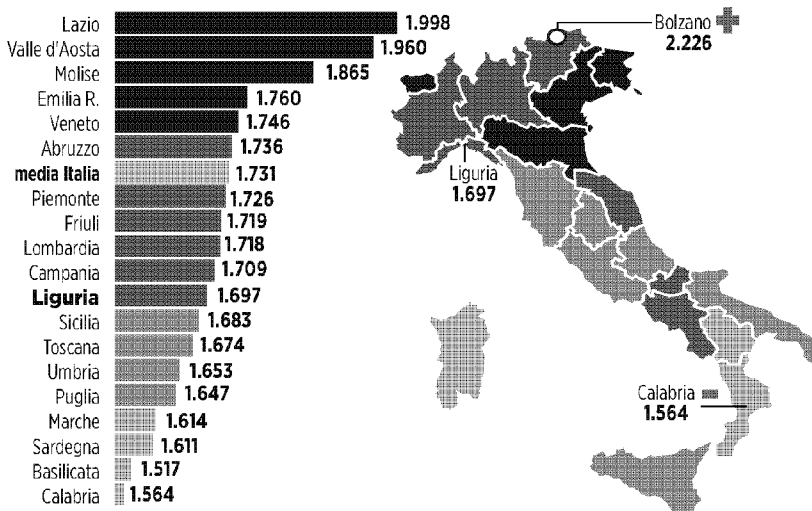 Lazio 1.998
Valle d'Aosta 1.960
Molise 1.865
Emilia R. 1.760
Veneto 1.746
Abruzzo 1.736
media Italia 1.731
Piemonte 1.726
Friuli 1.719
Lombardia 1.718
Campania 1.709
Liguria 1.697
Sicilia 1.683
Toscana 1.674
Umbria 1.653
Puglia 1.647
Marche 1.614
Sardegna 1.611
Basilicata 1.517
Calabria 1.564
Bolzano
2.226
Liguria
1.697
Calabria
1.564